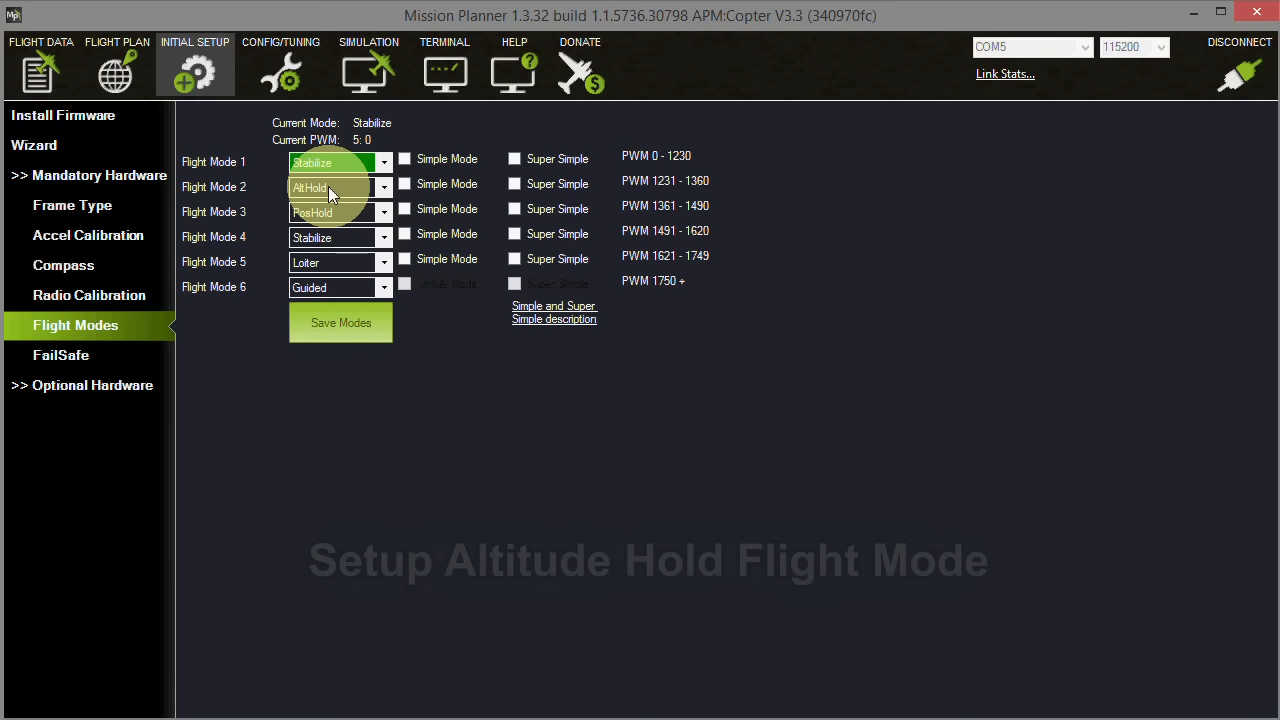 Mp
Mission Planner 1.3.32 build 1.1.5736.30798 APM:Copter V3.3 (340970fc)
FLIGHT DATA FLIGHT PLAN INITIAL SETUP CONFIG/TUNING SIMULATION TERMINAL HELP DONATE
COM5 115200 DISCONNECT
Link Stats...
Install Firmware
Wizard
>> Mandatory Hardware
Frame Type
Accel Calibration
Compass
Radio Calibration
Flight Modes
FailSafe
>> Optional Hardware
Current Mode: Stabilize
Current PWM: 5: 0
Flight Mode 1 Stabilize Simple Mode Super Simple PWM 0 - 1230
Flight Mode 2 AltHold Simple Mode Super Simple PWM 1231 - 1360
Flight Mode 3 PosHold Simple Mode Super Simple PWM 1361 - 1490
Flight Mode 4 Stabilize Simple Mode Super Simple PWM 1491 - 1620
Flight Mode 5 Loiter Simple Mode Super Simple PWM 1621 - 1749
Flight Mode 6 Guided Simple Mode Super Simple PWM 1750 +
Save Modes
Simple and Super
Simple description
Setup Altitude Hold Flight Mode